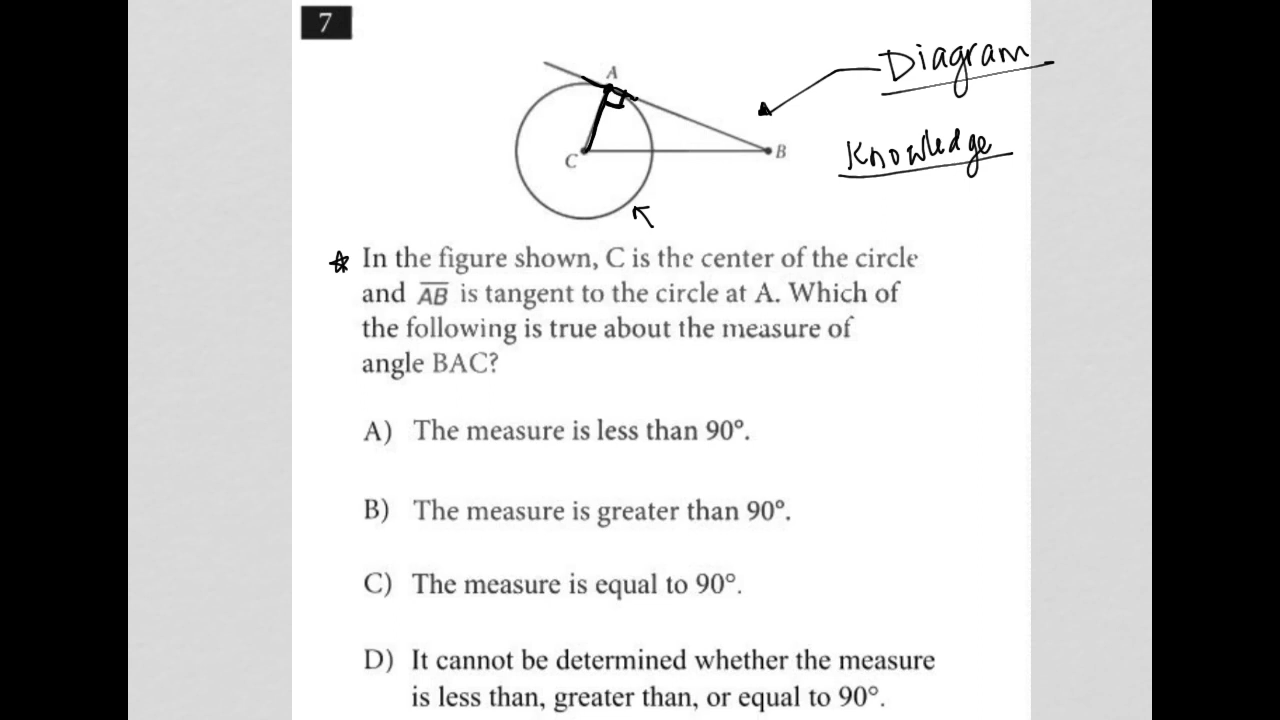 7
A
Diagram
C
B
Knowledge
In the figure shown, C is the center of the circle
and AB is tangent to the circle at A. Which of
the following is true about the measure of
angle BAC?
A) The measure is less than 90°.
B) The measure is greater than 90°.
C) The measure is equal to 90°.
D) It cannot be determined whether the measure
is less than, greater than, or equal to 90°.